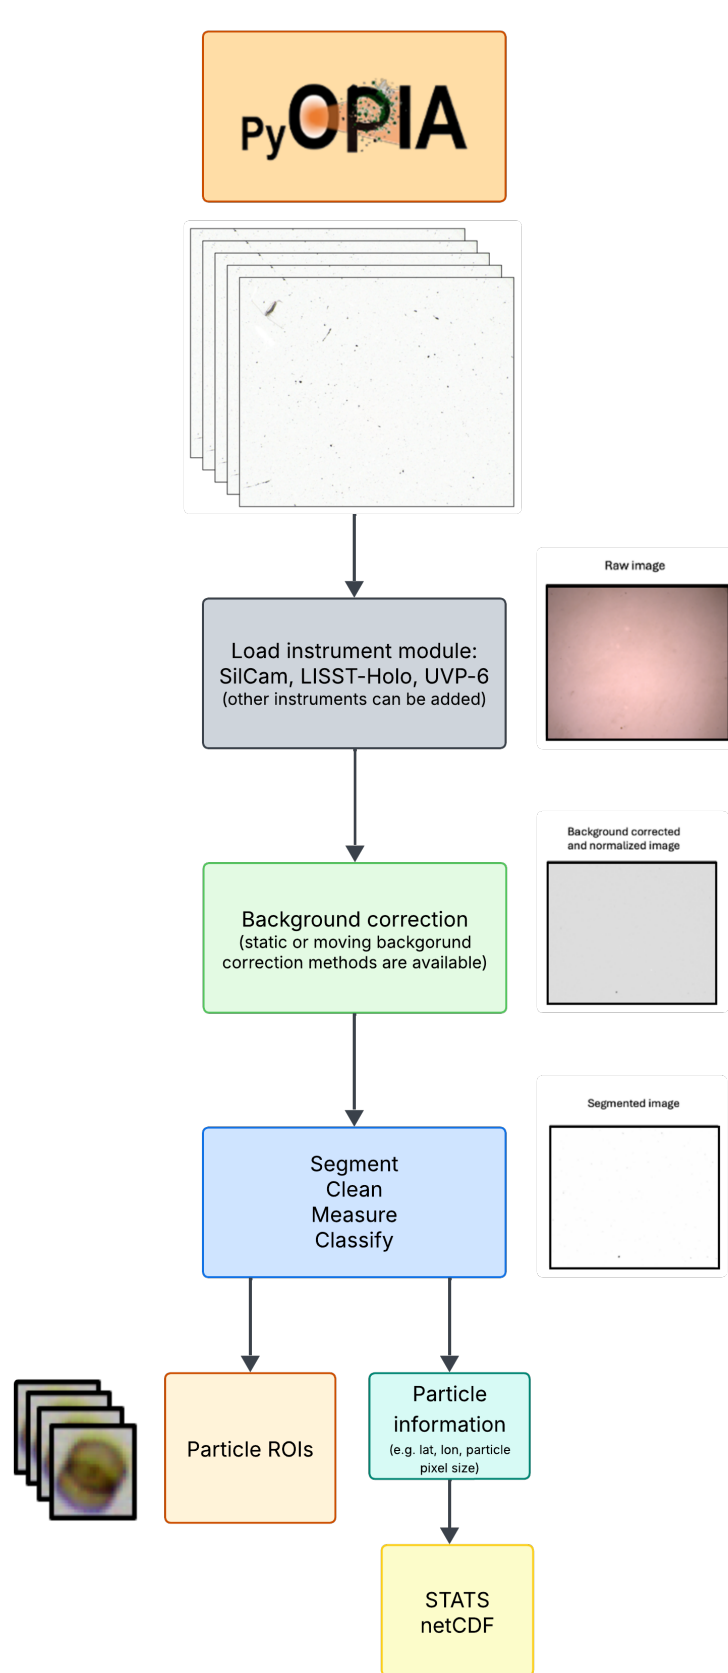 PyOPIA
Load instrument module:
SilCam, LISST-Holo, UVP-6
(other instruments can be added)
Raw image
Background corrected
and normalized image
Background correction
(static or moving backgorund
correction methods are available)
Segmented image
Segment
Clean
Measure
Classify
Particle ROIs
Particle
information
(e.g. lat, lon, particle
pixel size)
STATS
netCDF